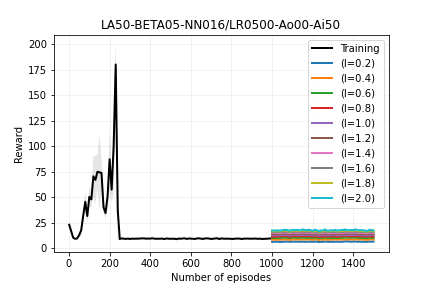 LA50-BETA05-NN016/LR0500-Ao00-Ai50
Reward
200
175
150
125
100
75
50
25
0
Training
(l=0.2)
(l=0.4)
(l=0.6)
(l=0.8)
(l=1.0)
(l=1.2)
(l=1.4)
(l=1.6)
(l=1.8)
(l=2.0)
0 200 400 600 800 1000 1200 1400
Number of episodes